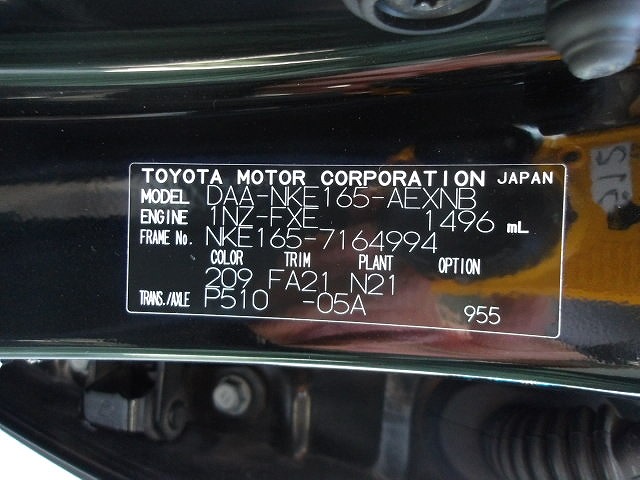 TOYOTA MOTOR CORPORATION JAPAN
MODEL DAA-NKE165-AEXNB
ENGINE 1NZ-FXE 1496 mL
FRAME No. NKE165-7164994
COLOR TRIM PLANT OPTION
209 FA21 N21
TRANS./AXLE P510 -05A 955